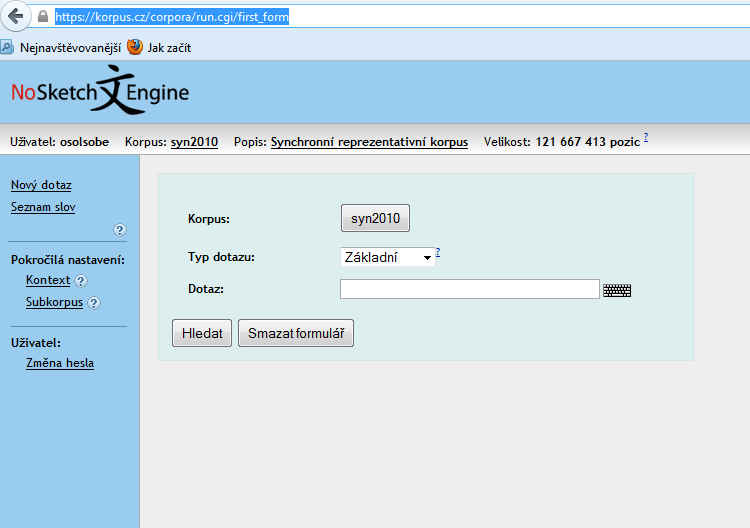 https://korpus.cz/corpora/run.cgi/first_form
Nejnavštěvovanější Jak začít
NoSketch文Engine
Uživatel: osolsobe Korpus: syn2010 Popis: Synchronní reprezentativní korpus Velikost: 121 667 413 pozic ?
Nový dotaz
Seznam slov
?
Pokročilá nastavení:
Kontext ?
Subkorpus ?
Uživatel:
Změna hesla
Korpus: syn2010
Typ dotazu: Základní ?
Dotaz:
Hledat Smazat formulář